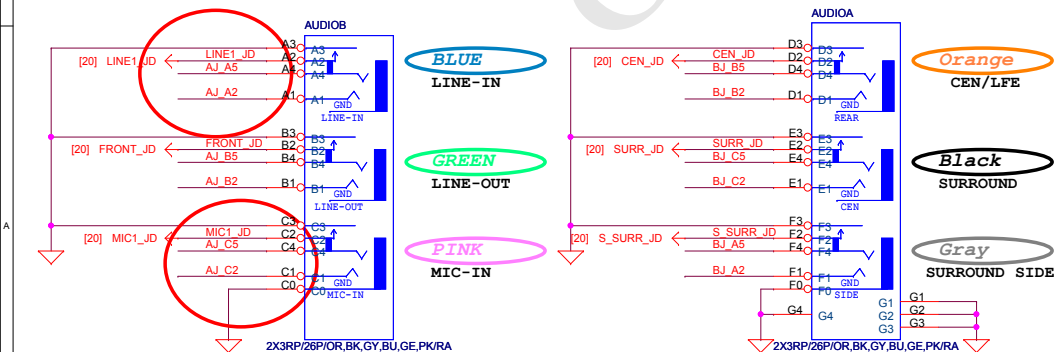 AUDIOB
A3 A3
[20] LINE1_JD LINE1_JD A2 A2
AJ_A5 A4 A4
AJ_A2 A1 A1
GND
LINE-IN
BLUE
LINE-IN
B3 B3
[20] FRONT_JD FRONT_JD B2 B2
AJ_B5 B4 B4
AJ_B2 B1 B1
GND
LINE-OUT
GREEN
LINE-OUT
C3 C3
[20] MIC1_JD MIC1_JD C2 C2
AJ_C5 C4 C4
AJ_C2 C1 C1
GND
C0 C0 MIC-IN
PINK
MIC-IN
2X3RP/26P/OR,BK,GY,BU,GE,PK/RA
AUDIOA
D3 D3
[20] CEN_JD CEN_JD D2 D2
BJ_B5 D4 D4
BJ_B2 D1 D1
GND
REAR
Orange
CEN/LFE
E3 E3
[20] SURR_JD SURR_JD E2 E2
BJ_C5 E4 E4
BJ_C2 E1 E1
GND
CEN
Black
SURROUND
F3 F3
[20] S_SURR_JD S_SURR_JD F2 F2
BJ_A5 F4 F4
BJ_A2 F1 F1
GND
F0 F0 SIDE
Gray
SURROUND SIDE
G4 G4
G1 G1
G2 G2
G3 G3
2X3RP/26P/OR,BK,GY,BU,GE,PK/RA
A